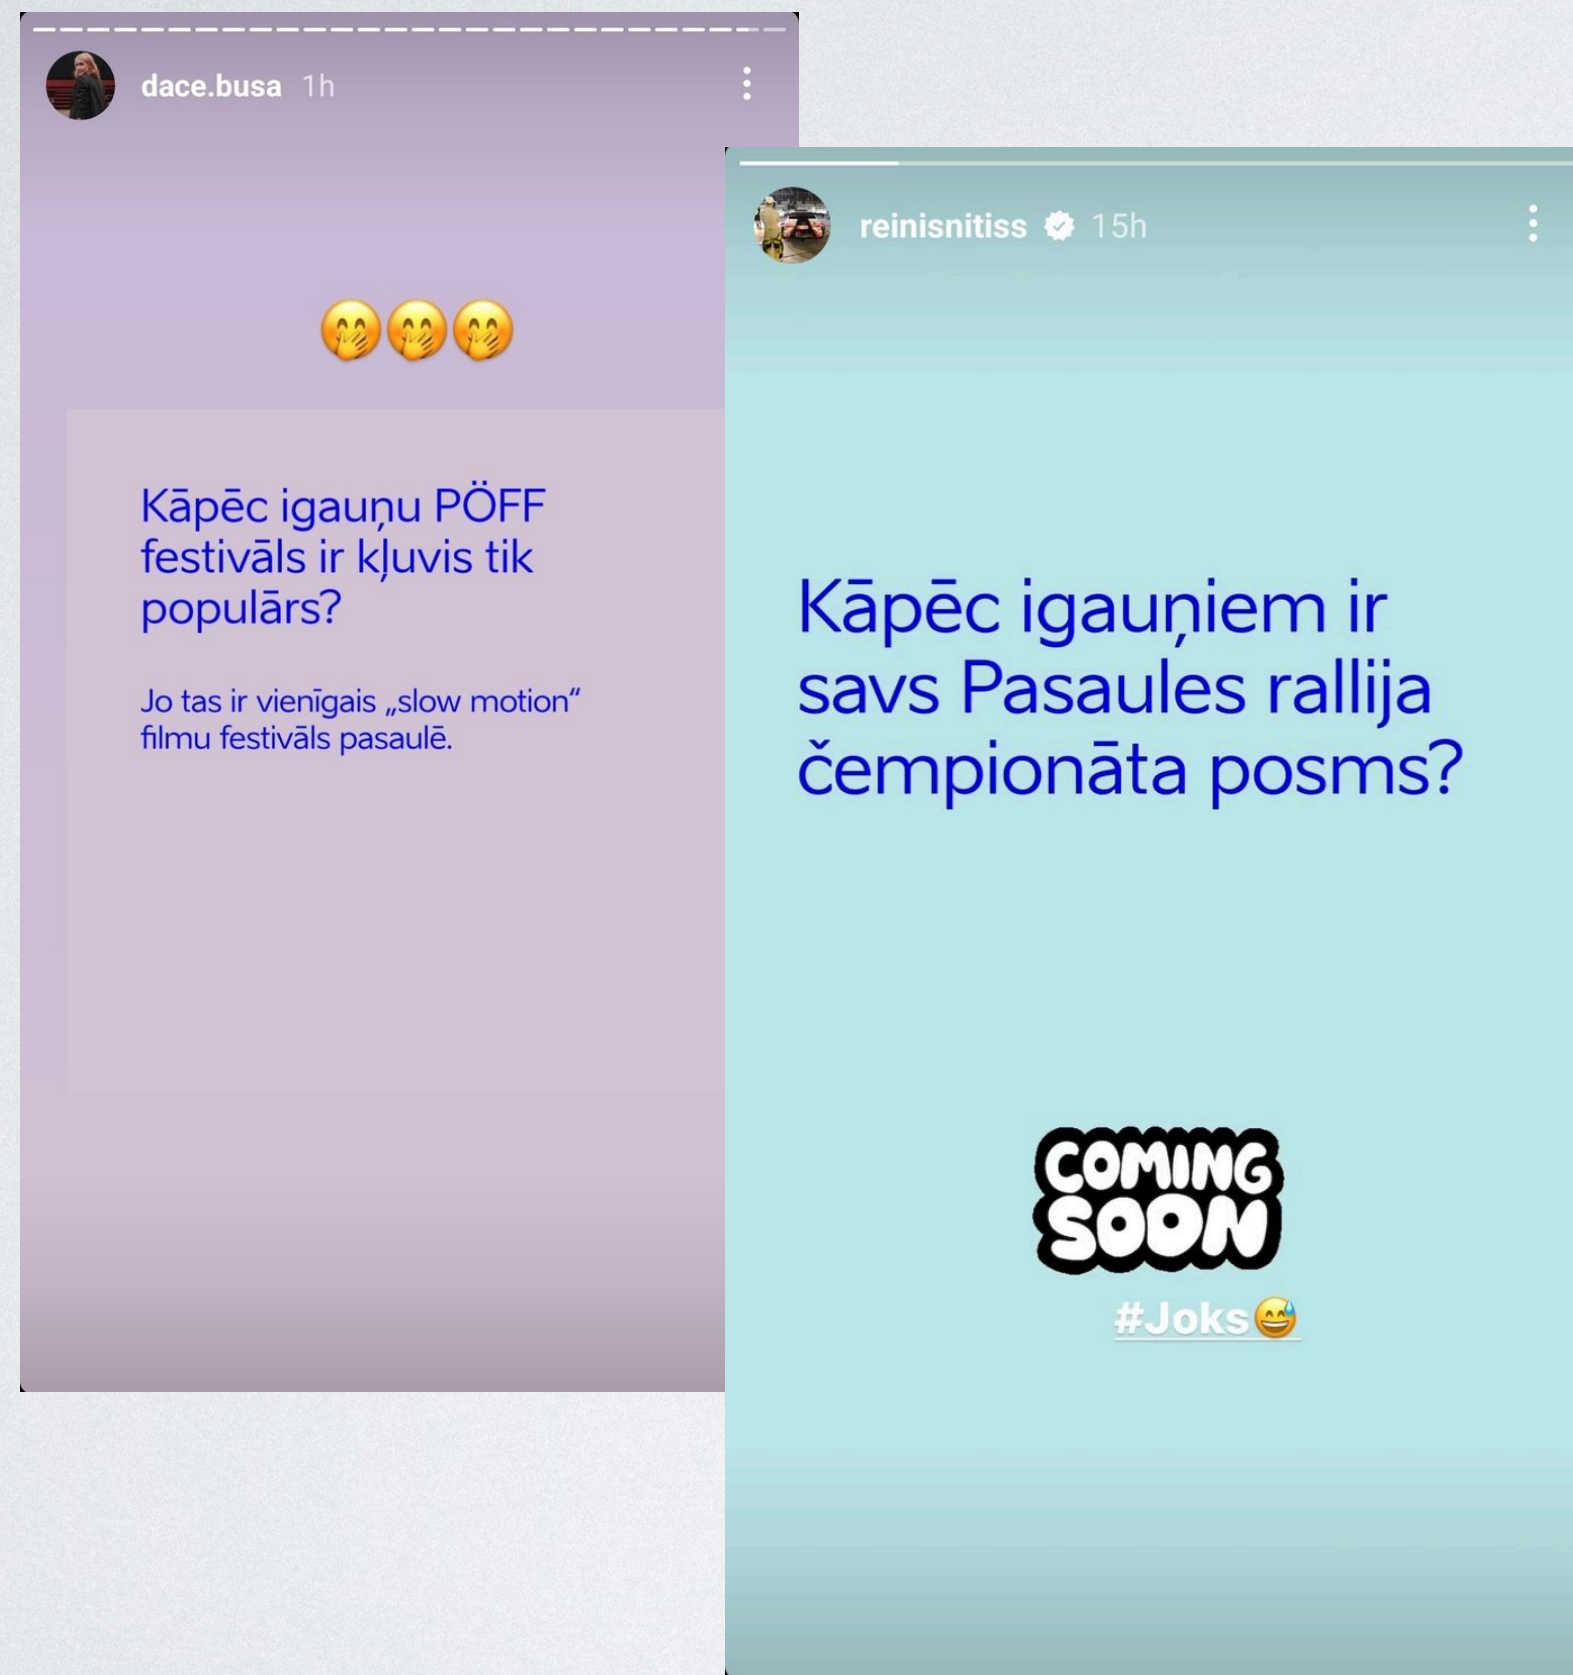 dace.busa 1h
🤭🤭🤭
Kāpēc igauņu PÖFF
festivāls ir kļuvis tik
populārs?
Jo tas ir vienīgais „slow motion“
filmu festivāls pasaulē.
reinisnitiss 15h
Kāpēc igauņiem ir
savs Pasaules rallija
čempionāta posms?
COMING
SOON
#Joks😅